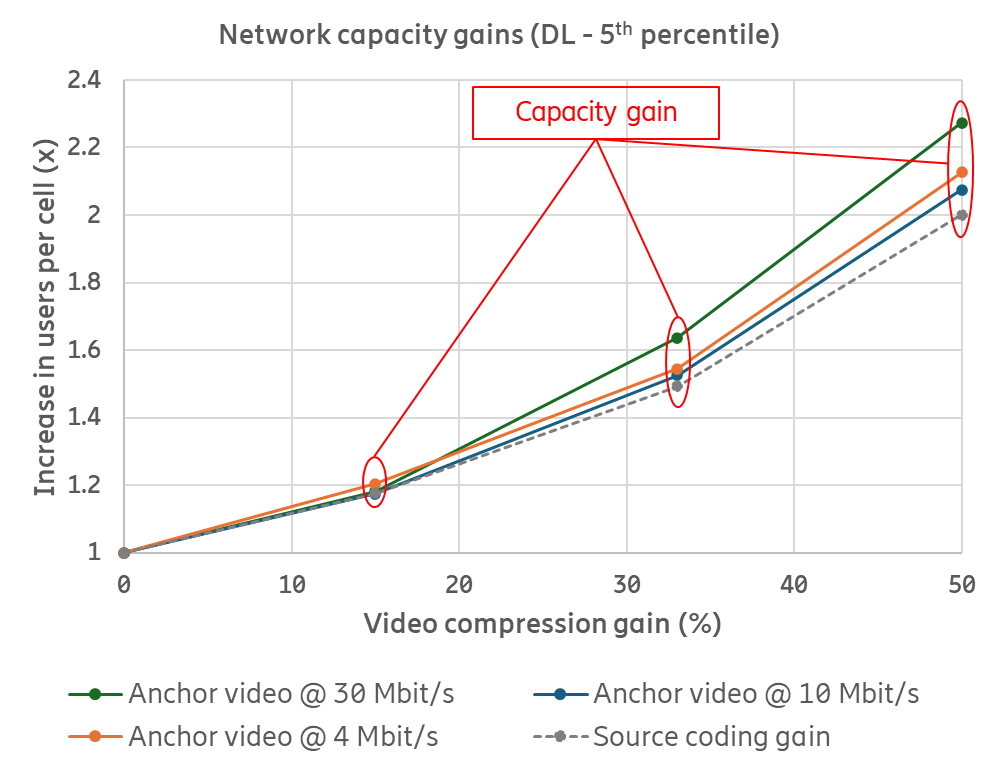 Network capacity gains (DL - 5th percentile)
Capacity gain
Increase in users per cell (x)
2.4
2.2
2
1.8
1.6
1.4
1.2
1
0 10 20 30 40 50
Video compression gain (%)
Anchor video @ 30 Mbit/s
Anchor video @ 10 Mbit/s
Anchor video @ 4 Mbit/s
Source coding gain